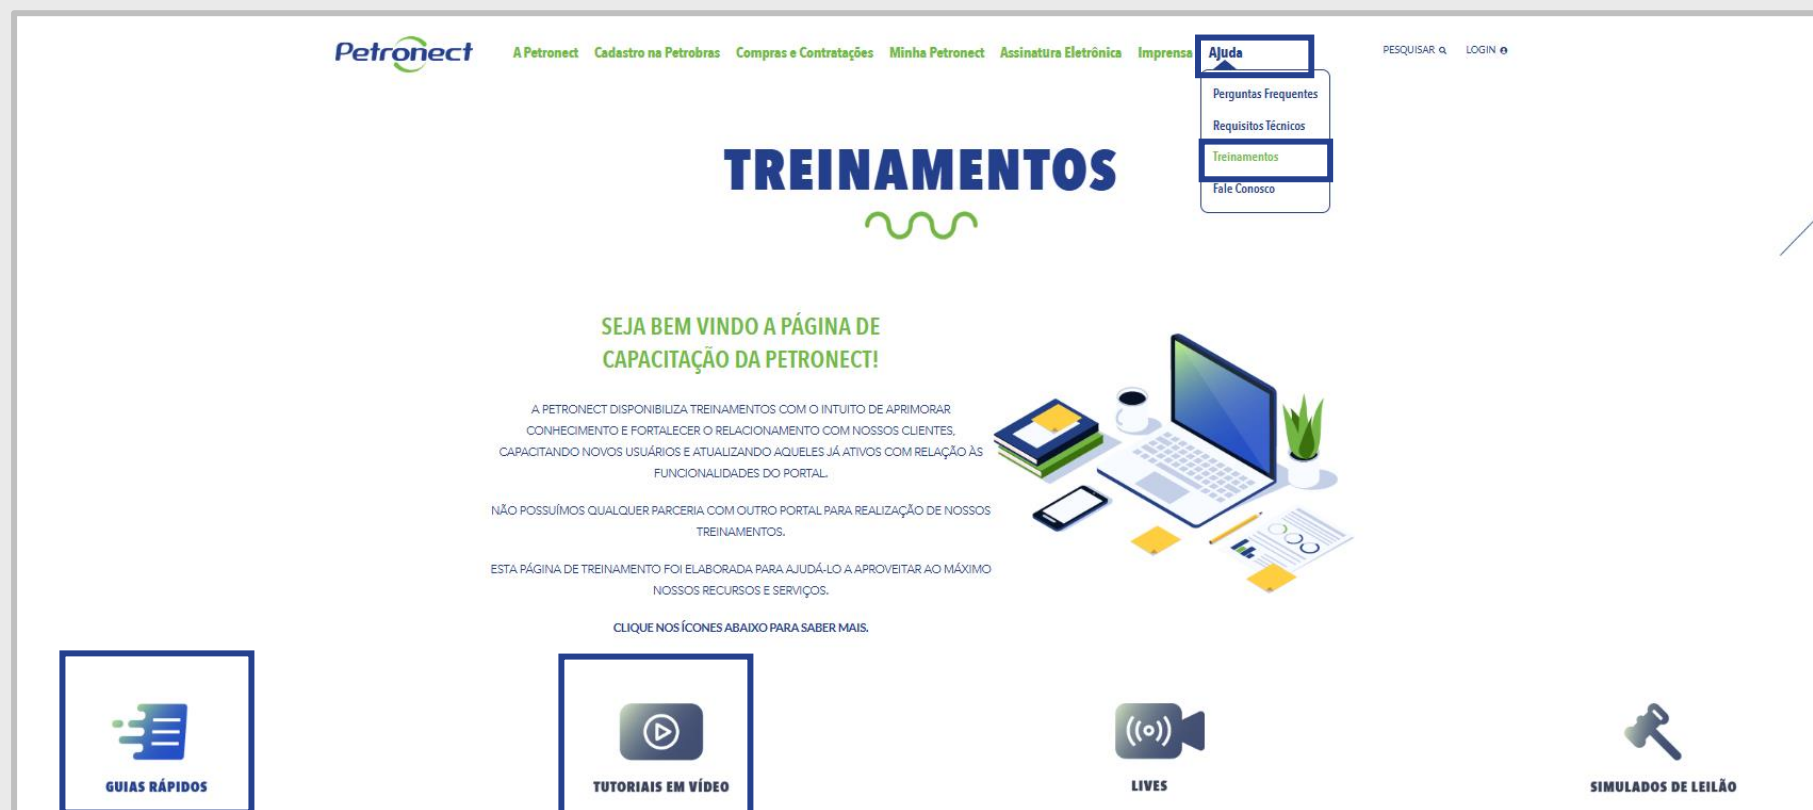 Petronect
A Petronect Cadastro na Petrobras Compras e Contratações Minha Petronect Assinatura Eletrônica Imprensa Ajuda PESQUISAR LOGIN
Perguntas Frequentes
Requisitos Técnicos
Treinamentos
Fale Conosco
TREINAMENTOS
SEJA BEM VINDO A PÁGINA DE
CAPACITAÇÃO DA PETRONECT!
A PETRONECT DISPONIBILIZA TREINAMENTOS COM O INTUITO DE APRIMORAR
CONHECIMENTO E FORTALECER O RELACIONAMENTO COM NOSSOS CLIENTES,
CAPACITANDO NOVOS USUÁRIOS E ATUALIZANDO AQUELES JÁ ATIVOS COM RELAÇÃO ÀS
FUNCIONALIDADES DO PORTAL.
NÃO POSSUÍMOS QUALQUER PARCERIA COM OUTRO PORTAL PARA REALIZAÇÃO DE NOSSOS
TREINAMENTOS.
ESTA PÁGINA DE TREINAMENTO FOI ELABORADA PARA AJUDÁ-LO A APROVEITAR AO MÁXIMO
NOSSOS RECURSOS E SERVIÇOS.
CLIQUE NOS ÍCONES ABAIXO PARA SABER MAIS.
GUIAS RÁPIDOS
TUTORIAIS EM VÍDEO
LIVES
SIMULADOS DE LEILÃO